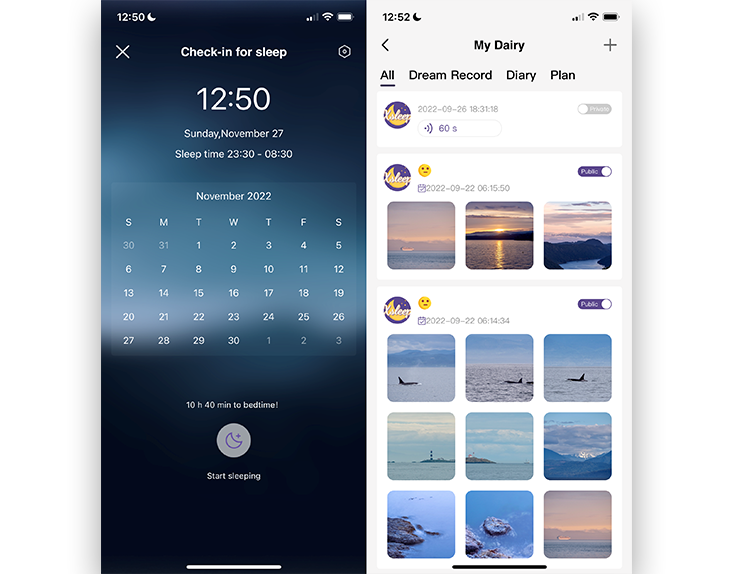 12:50
Check-in for sleep
12:50
Sunday,November 27
Sleep time 23:30 - 08:30
November 2022
S M T W T F S
30 31 1 2 3 4 5
6 7 8 9 10 11 12
13 14 15 16 17 18 19
20 21 22 23 24 25 26
27 28 29 30 1 2 3
10 h 40 min to bedtime!
Start sleeping
12:52
My Dairy
All Dream Record Diary Plan
Xsleep
2022-09-26 18:31:18
Private
60 s
Xsleep
Public
2022-09-22 06:15:50
Xsleep
Public
2022-09-22 06:14:34